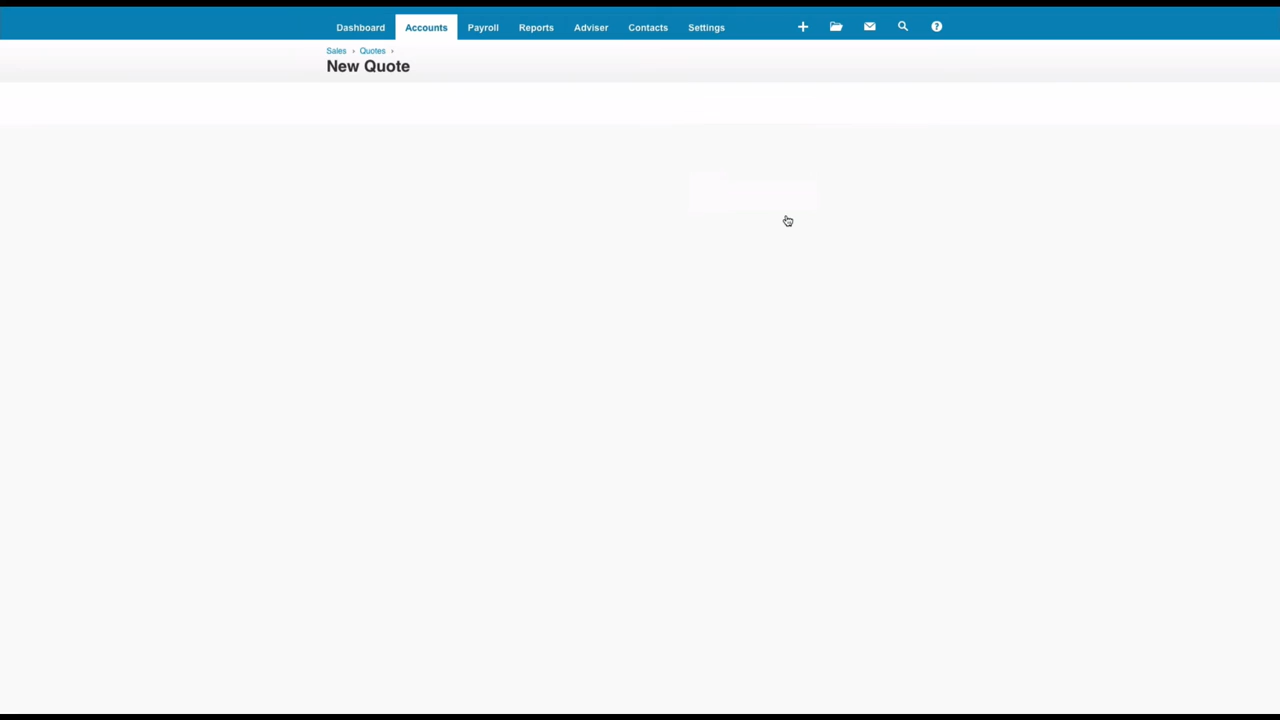 Dashboard Accounts Payroll Reports Adviser Contacts Settings
Sales › Quotes ›
New Quote